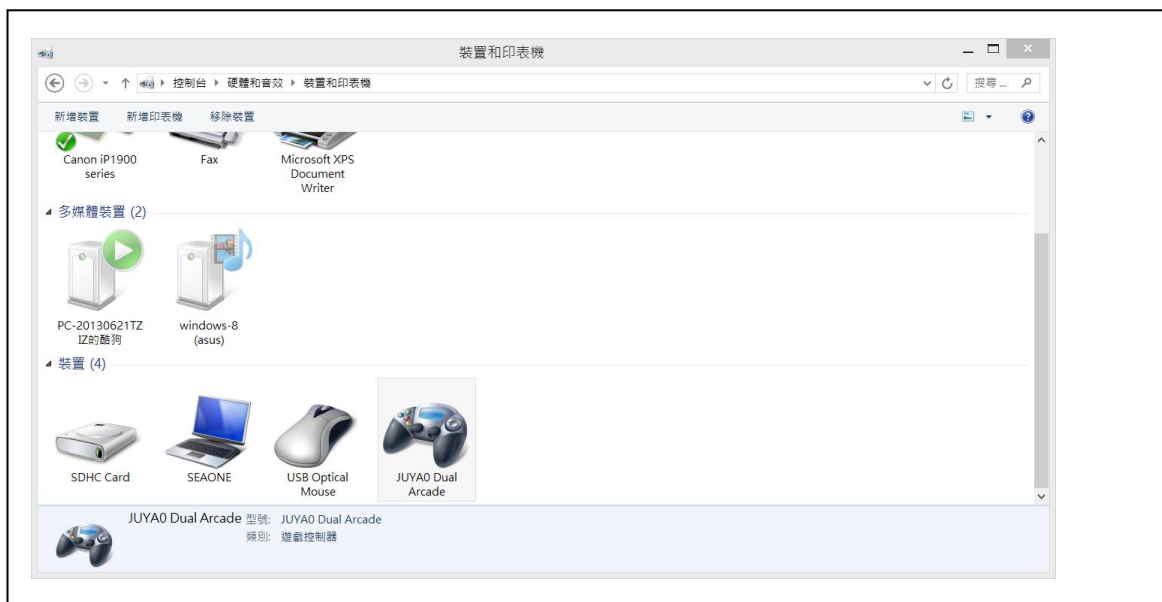 裝置和印表機
控制台 ▸ 硬體和音效 ▸ 裝置和印表機
搜尋...
新增裝置 新增印表機 移除裝置
Canon iP1900
series
Fax
Microsoft XPS
Document
Writer
多媒體裝置 (2)
PC-20130621TZ
IZ的酷狗
windows-8
(asus)
裝置 (4)
SDHC Card
SEAONE
USB Optical
Mouse
JUYA0 Dual
Arcade
JUYA0 Dual Arcade 型號: JUYA0 Dual Arcade
類別: 遊戲控制器